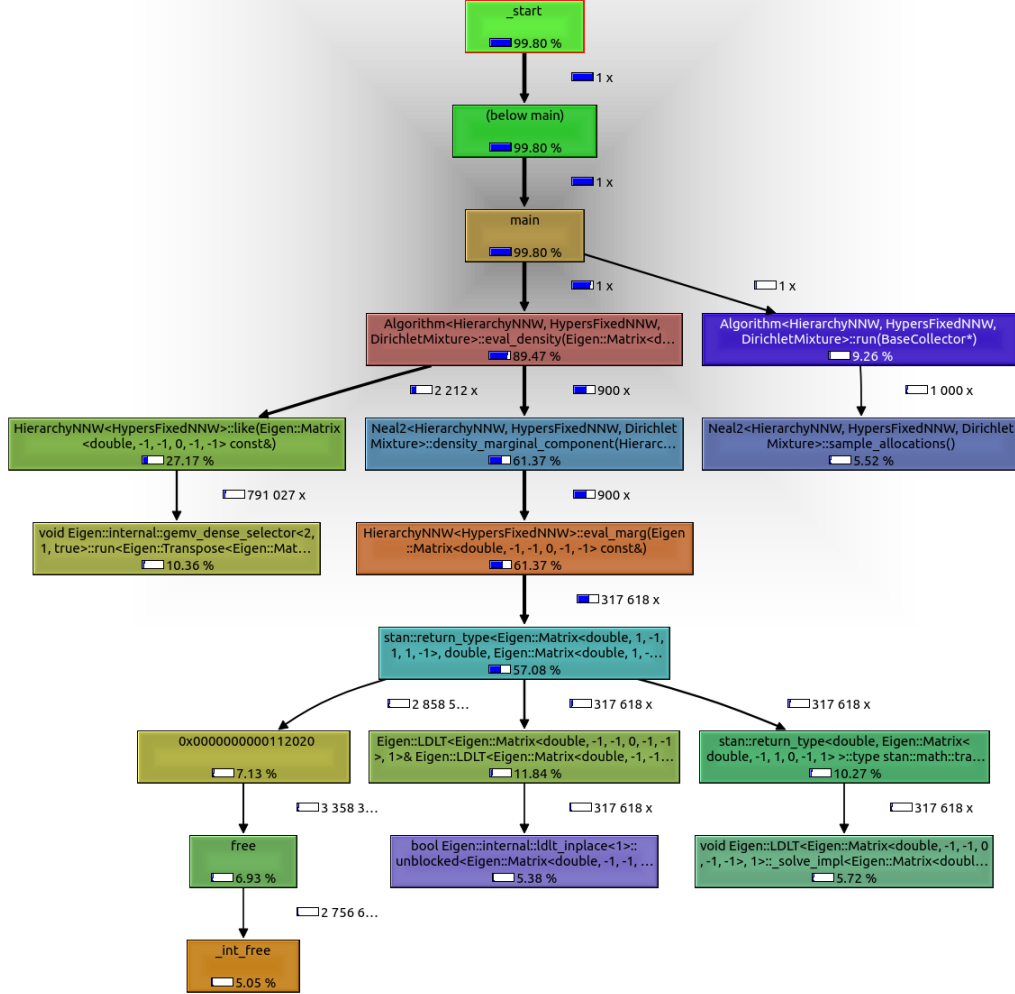 _start
99.80 %
1 x
(below main)
99.80 %
1 x
main
99.80 %
1 x
1 x
Algorithm<HierarchyNNW, HypersFixedNNW,
DirichletMixture>::eval_density(Eigen::Matrix<d...
89.47 %
Algorithm<HierarchyNNW, HypersFixedNNW,
DirichletMixture>::run(BaseCollector*)
9.26 %
2 212 x
900 x
1 000 x
HierarchyNNW<HypersFixedNNW>::like(Eigen::Matrix
<double, -1, -1, 0, -1, -1> const&)
27.17 %
Neal2<HierarchyNNW, HypersFixedNNW, Dirichlet
Mixture>::density_marginal_component(Hierarc...
61.37 %
Neal2<HierarchyNNW, HypersFixedNNW, Dirichlet
Mixture>::sample_allocations()
5.52 %
791 027 x
900 x
void Eigen::internal::gemv_dense_selector<2,
1, true>::run<Eigen::Transpose<Eigen::Mat...
10.36 %
HierarchyNNW<HypersFixedNNW>::eval_marg(Eigen
::Matrix<double, -1, -1, 0, -1, -1> const&)
61.37 %
317 618 x
stan::return_type<Eigen::Matrix<double, 1, -1,
1, 1, -1>, double, Eigen::Matrix<double, 1, -...
57.08 %
2 858 5...
317 618 x
317 618 x
0x0000000000112020
7.13 %
Eigen::LDLT<Eigen::Matrix<double, -1, -1, 0, -1, -1
>, 1>& Eigen::LDLT<Eigen::Matrix<double, -1, -1...
11.84 %
stan::return_type<double, Eigen::Matrix<
double, -1, 1, 0, -1, 1> >::type stan::math::tra...
10.27 %
3 358 3...
317 618 x
317 618 x
free
6.93 %
bool Eigen::internal::ldlt_inplace<1>::
unblocked<Eigen::Matrix<double, -1, -1, ...
5.38 %
void Eigen::LDLT<Eigen::Matrix<double, -1, -1, 0
, -1, -1>, 1>::_solve_impl<Eigen::Matrix<doubl...
5.72 %
2 756 6...
_int_free
5.05 %